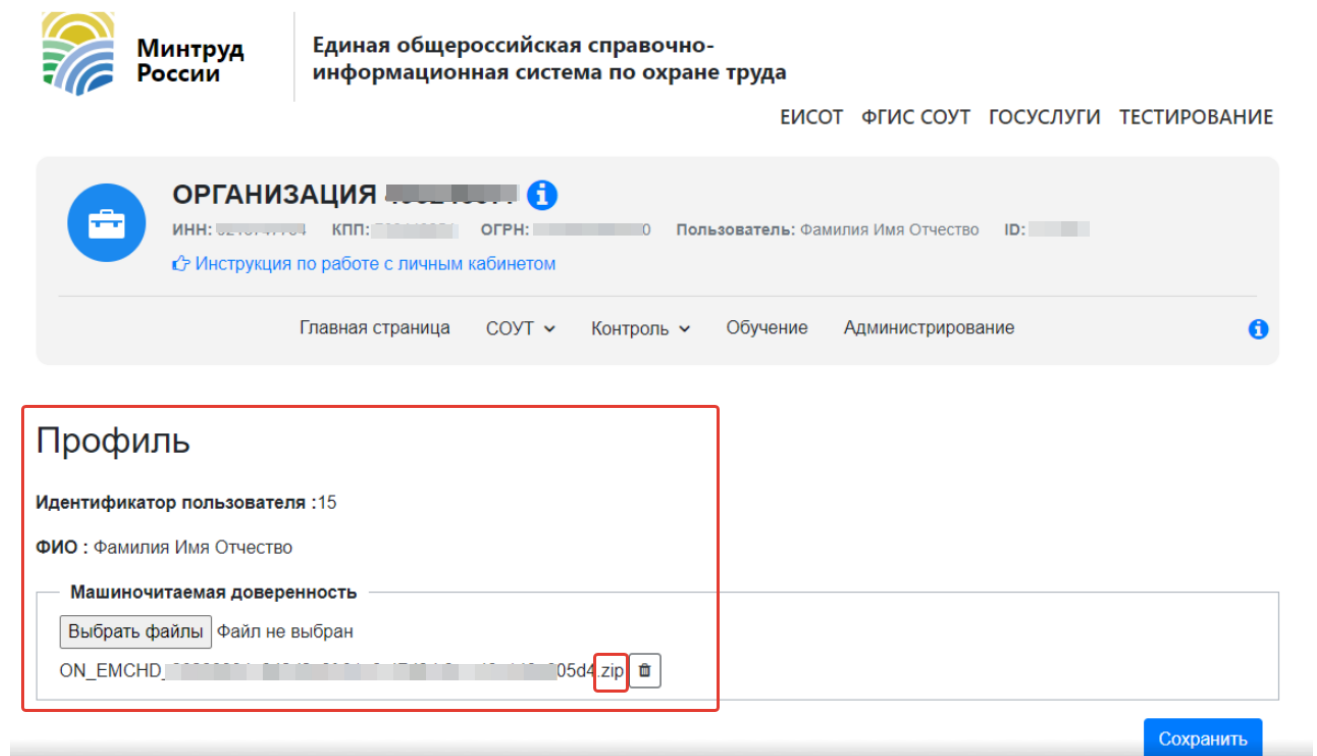 Минтруд
России
Единая общероссийская справочно-
информационная система по охране труда
ЕИСОТ ФГИС СОУТ ГОСУСЛУГИ ТЕСТИРОВАНИЕ
ОРГАНИЗАЦИЯ
ИНН: КПП: ОГРН: 0 Пользователь: Фамилия Имя Отчество ID:
Инструкция по работе с личным кабинетом
Главная страница СОУТ Контроль Обучение Администрирование
Профиль
Идентификатор пользователя :15
ФИО : Фамилия Имя Отчество
Машиночитаемая доверенность
Выбрать файлы Файл не выбран
ON_EMCHD_ 05d4.zip
Сохранить